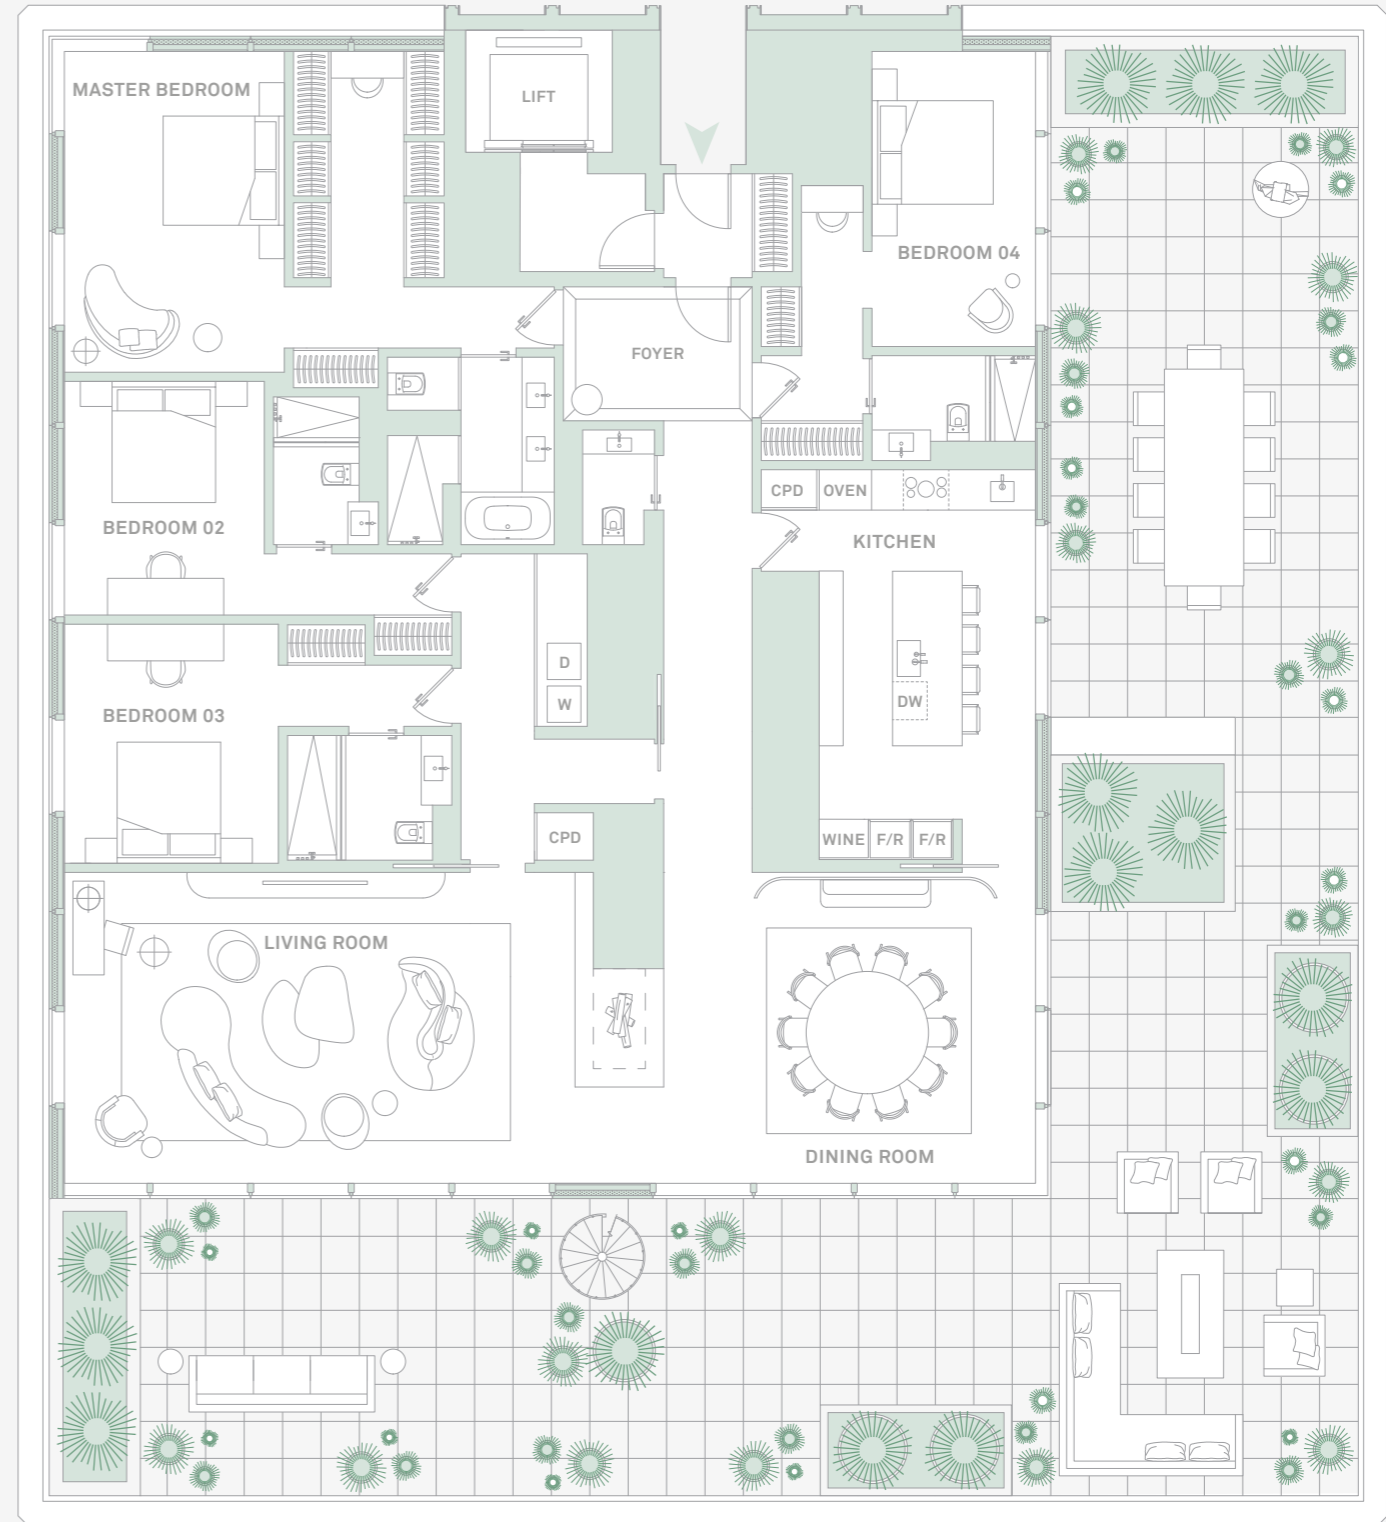 MASTER BEDROOM
LIFT
BEDROOM 04
FOYER
CPD
OVEN
BEDROOM 02
KITCHEN
D
W
DW
BEDROOM 03
CPD
WINE
F/R
F/R
LIVING ROOM
DINING ROOM